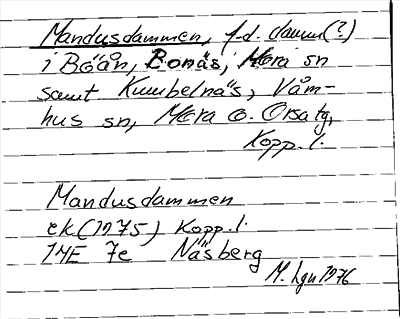 Mandusdammen, f.d. damm(?)
i Böån, Bonäs, Mora sn
samt Kumbelnäs, Våm-
hus sn, Mora o. Orsa tg,
Kopp. l.
Mandusdammen
ek (1975) Kopp. l.
14E 7e Näsberg
M. Lgn 1976